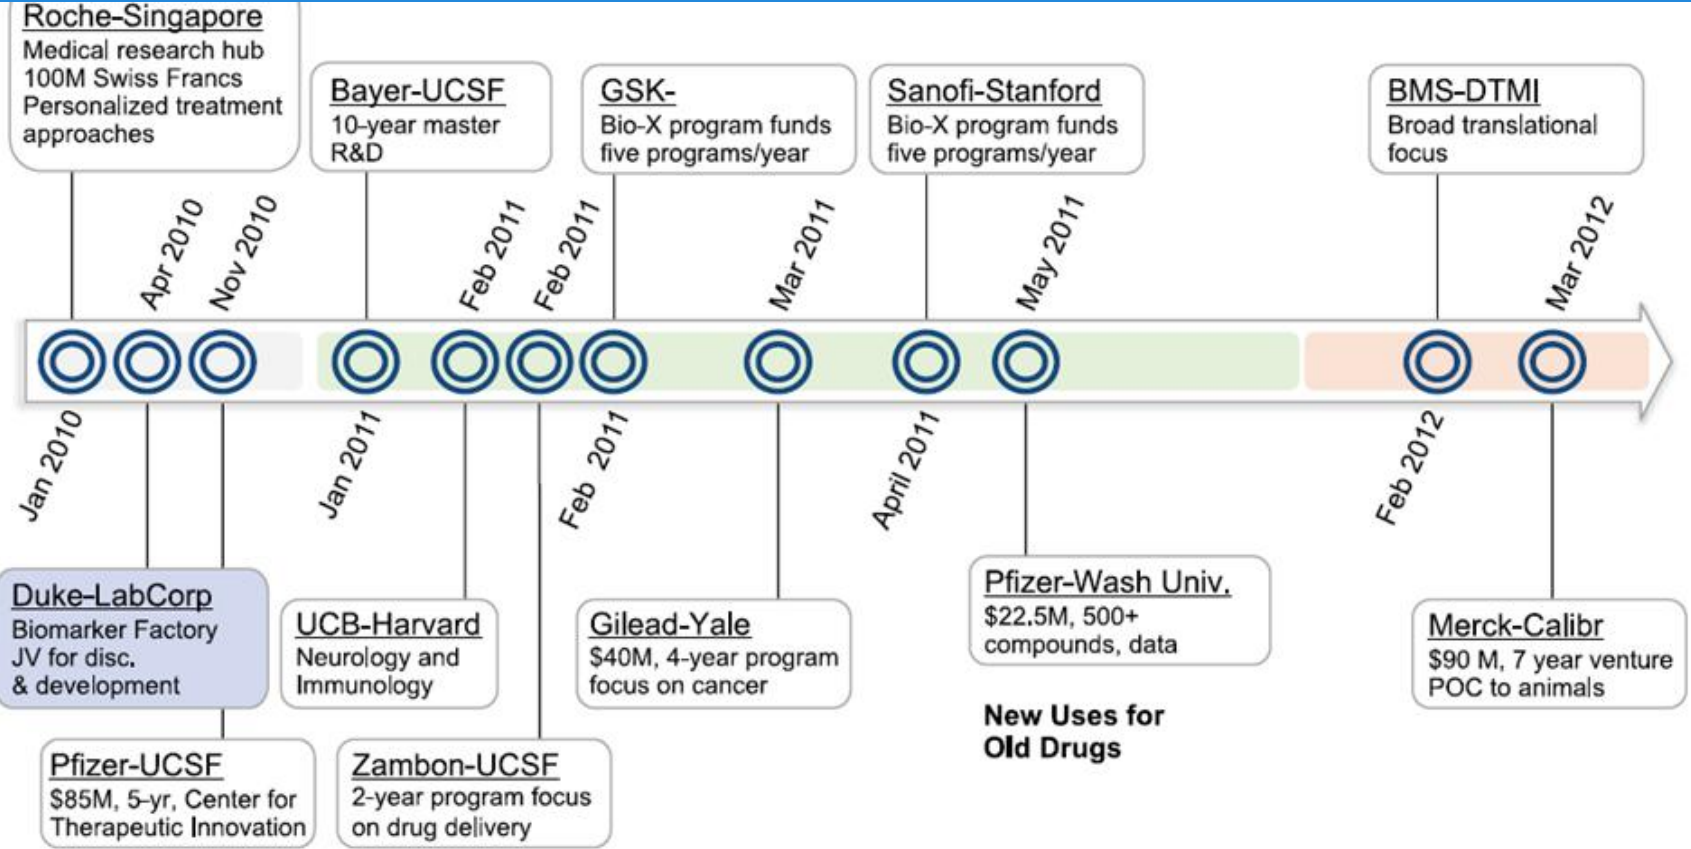 Roche-Singapore
Medical research hub
100M Swiss Francs
Personalized treatment
approaches
Bayer-UCSF
10-year master
R&D
GSK-
Bio-X program funds
five programs/year
Sanofi-Stanford
Bio-X program funds
five programs/year
BMS-DTMI
Broad translational
focus
Apr 2010
Nov 2010
Feb 2011
Feb 2011
Mar 2011
May 2011
Mar 2012
Jan 2010
Jan 2011
Feb 2011
April 2011
Feb 2012
Duke-LabCorp
Biomarker Factory
JV for disc.
& development
UCB-Harvard
Neurology and
Immunology
Gilead-Yale
$40M, 4-year program
focus on cancer
Pfizer-Wash Univ.
$22.5M, 500+
compounds, data
Merck-Calibr
$90 M, 7 year venture
POC to animals
New Uses for
Old Drugs
Pfizer-UCSF
$85M, 5-yr, Center for
Therapeutic Innovation
Zambon-UCSF
2-year program focus
on drug delivery